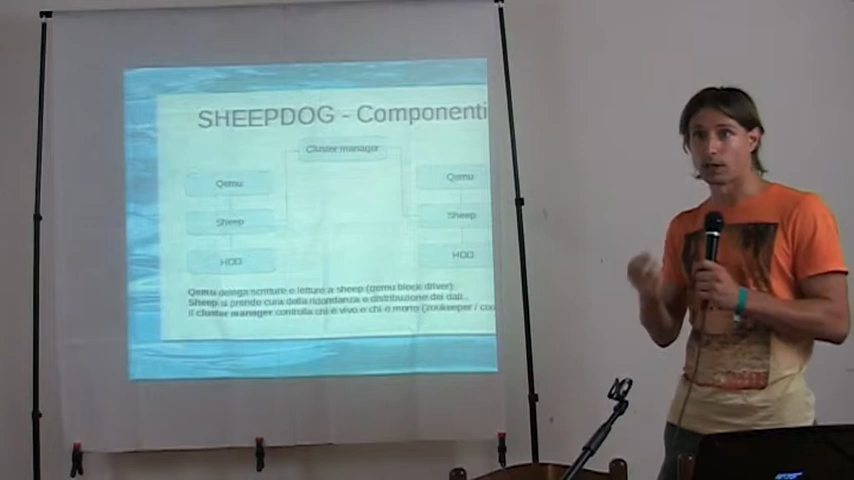 SHEEPDOG - Componenti
Cluster manager
Qemu
Qemu
Sheep
Sheep
HDD
HDD
Qemu delega scritture e letture a sheep (qemu block driver).
Sheep si prende cura della ridondanza e distribuzione dei dati.
Il cluster manager controlla chi è vivo e chi è morto (zookeeper / co